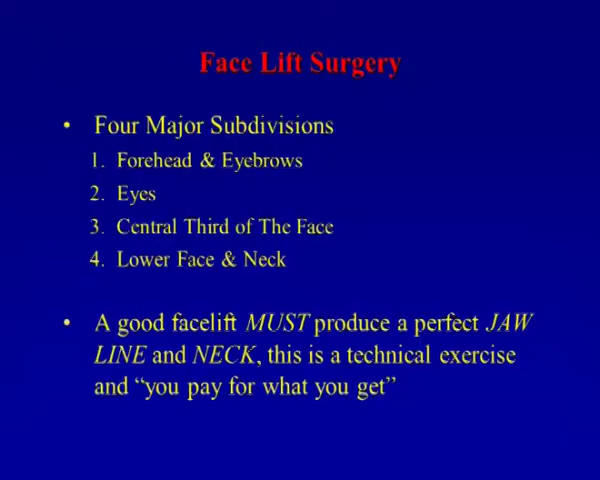 Face Lift Surgery
• Four Major Subdivisions
1. Forehead & Eyebrows
2. Eyes
3. Central Third of The Face
4. Lower Face & Neck
• A good facelift MUST produce a perfect JAW
LINE and NECK, this is a technical exercise
and “you pay for what you get”